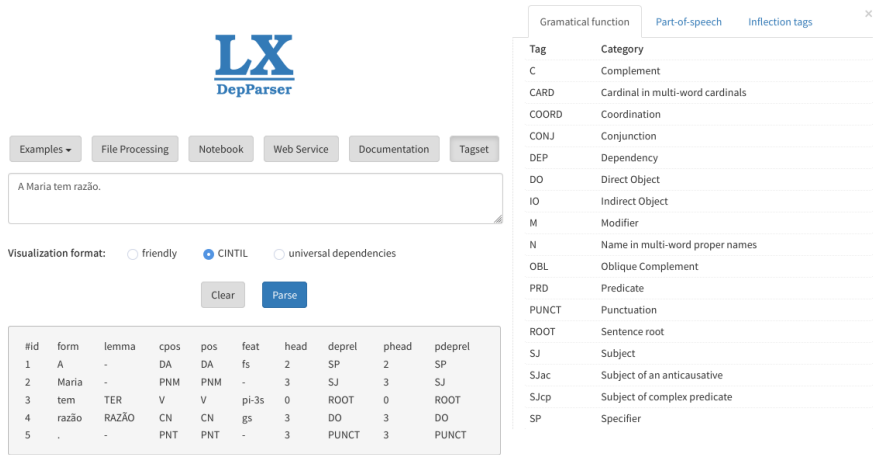 LX
DepParser
Examples
File Processing
Notebook
Web Service
Documentation
Tagset
A Maria tem razão.
Visualization format: friendly CINTIL universal dependencies
Clear Parse
#id form lemma cpos pos feat head deprel phead pdeprel
1 A - DA DA fs 2 SP 2 SP
2 Maria - PNM PNM - 3 SJ 3 SJ
3 tem TER V V pi-3s 0 ROOT 0 ROOT
4 razão RAZÃO CN CN gs 3 DO 3 DO
5 . - PNT PNT - 3 PUNCT 3 PUNCT
×
Gramatical function Part-of-speech Inflection tags
Tag Category
C Complement
CARD Cardinal in multi-word cardinals
COORD Coordination
CONJ Conjunction
DEP Dependency
DO Direct Object
IO Indirect Object
M Modifier
N Name in multi-word proper names
OBL Oblique Complement
PRD Predicate
PUNCT Punctuation
ROOT Sentence root
SJ Subject
SJac Subject of an anticausative
SJcp Subject of complex predicate
SP Specifier